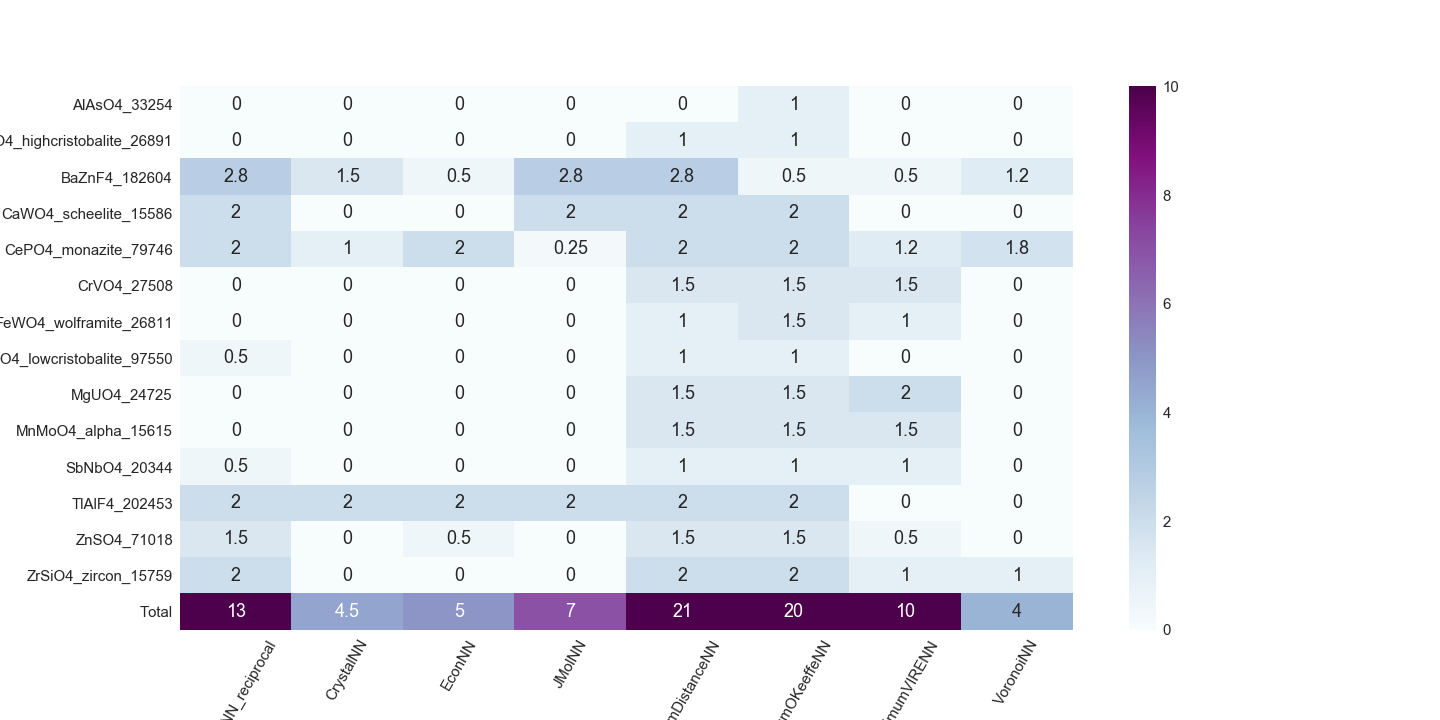 AlAsO4_33254 0 0 0 0 0 1 0 0
O4_highcristobalite_26891 0 0 0 0 1 1 0 0
BaZnF4_182604 2.8 1.5 0.5 2.8 2.8 0.5 0.5 1.2
CaWO4_scheelite_15586 2 0 0 2 2 2 0 0
CePO4_monazite_79746 2 1 2 0.25 2 2 1.2 1.8
CrVO4_27508 0 0 0 0 1.5 1.5 1.5 0
FeWO4_wolframite_26811 0 0 0 0 1 1.5 1 0
O4_lowcristobalite_97550 0.5 0 0 0 1 1 0 0
MgUO4_24725 0 0 0 0 1.5 1.5 2 0
MnMoO4_alpha_15615 0 0 0 0 1.5 1.5 1.5 0
SbNbO4_20344 0.5 0 0 0 1 1 1 0
TlAlF4_202453 2 2 2 2 2 2 0 0
ZnSO4_71018 1.5 0 0.5 0 1.5 1.5 0.5 0
ZrSiO4_zircon_15759 2 0 0 0 2 2 1 1
Total 13 4.5 5 7 21 20 10 4
NN_reciprocal CrystalNN EconNN JMolNN mDistanceNN mOKeeffeNN mumVIRENN VoronoiNN
10
8
6
4
2
0